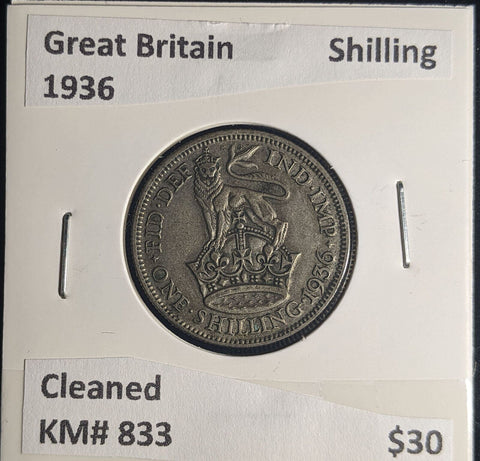 Great Britain Shilling
1936
FID·DEF IND·IMP
ONE·SHILLING·1936
Cleaned
KM# 833 $30